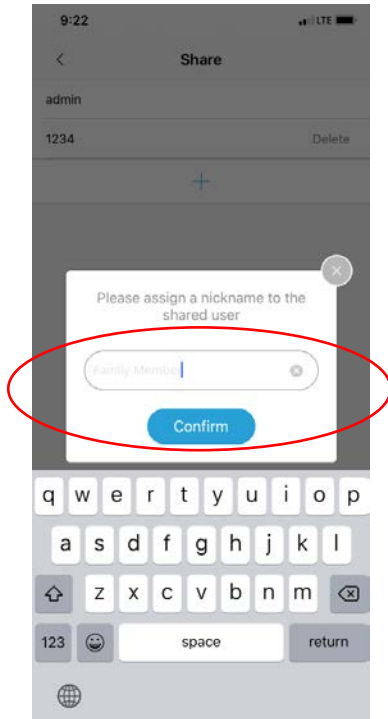 9:22
LTE
Share
admin
1234 Delete
+
Please assign a nickname to the
shared user
Family Member
Confirm
q w e r t y u i o p
a s d f g h j k l
z x c v b n m
123 space return